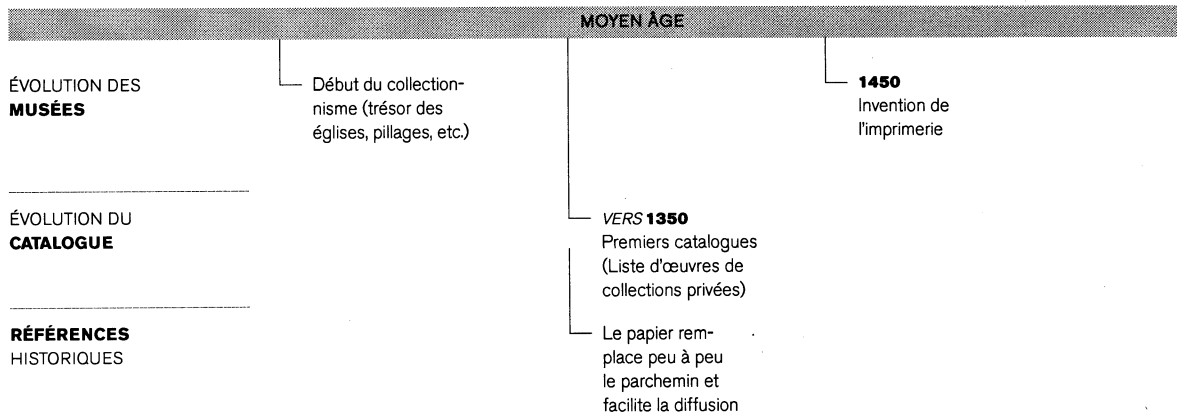 MOYEN ÂGE
ÉVOLUTION DES
MUSÉES
Début du collection-
nisme (trésor des
églises, pillages, etc.)
1450
Invention de
l'imprimerie
ÉVOLUTION DU
CATALOGUE
VERS 1350
Premiers catalogues
(Liste d'œuvres de
collections privées)
RÉFÉRENCES
HISTORIQUES
Le papier rem-
place peu à peu
le parchemin et
facilite la diffusion